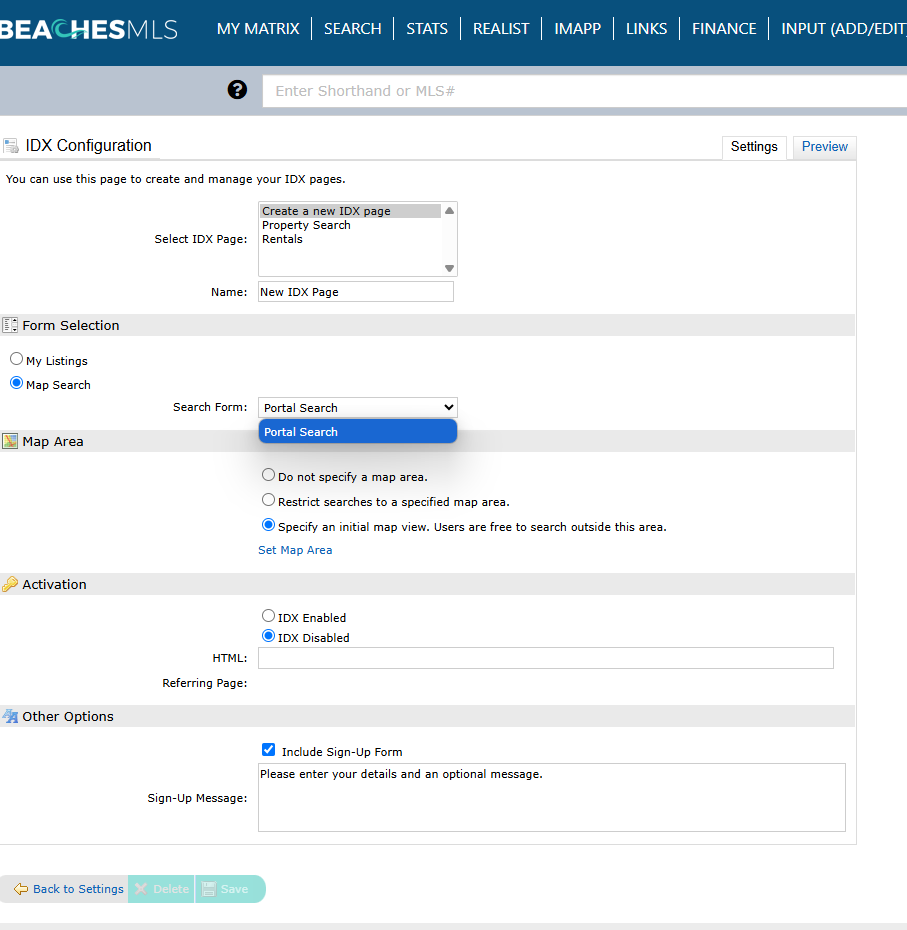 BEACHESMLS
MY MATRIX SEARCH STATS REALIST IMAPP LINKS FINANCE INPUT (ADD/EDIT)
? Enter Shorthand or MLS#
IDX Configuration
Settings Preview
You can use this page to create and manage your IDX pages.
Select IDX Page:
Create a new IDX page
Property Search
Rentals
Name: New IDX Page
Form Selection
My Listings
Map Search
Search Form: Portal Search
Portal Search
Map Area
Do not specify a map area.
Restrict searches to a specified map area.
Specify an initial map view. Users are free to search outside this area.
Set Map Area
Activation
IDX Enabled
IDX Disabled
HTML:
Referring Page:
Other Options
Include Sign-Up Form
Sign-Up Message: Please enter your details and an optional message.
Back to Settings Delete Save